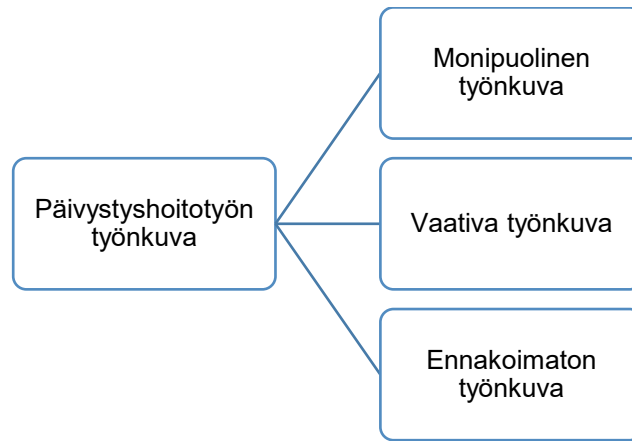 Päivystyshoitotyön
työnkuva
Monipuolinen
työnkuva
Vaativa työnkuva
Ennakoimaton
työnkuva